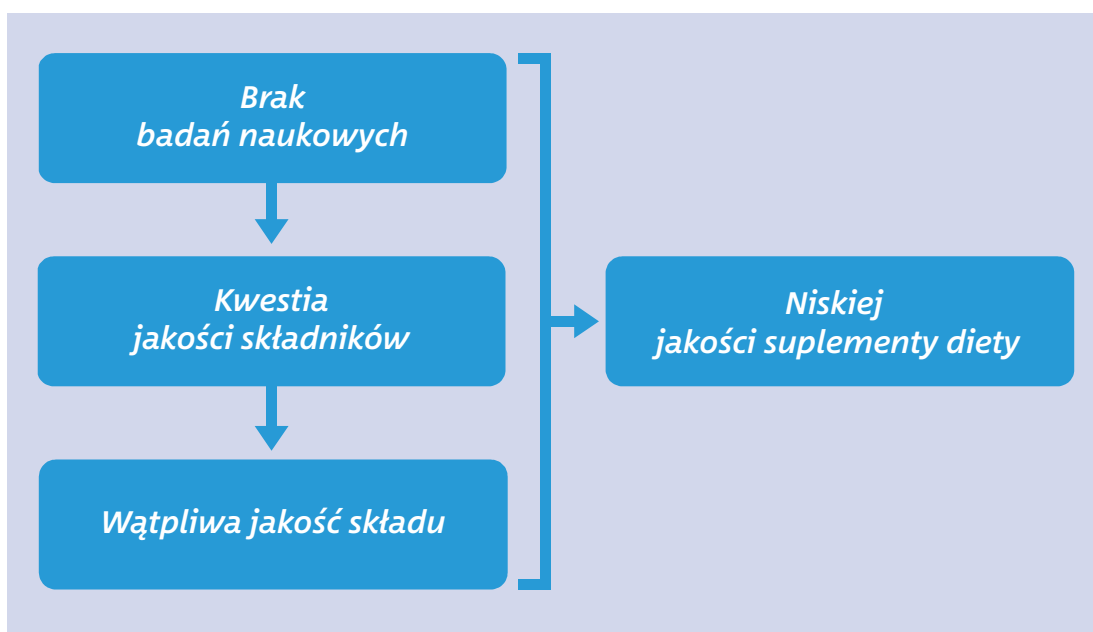 Brak
badań naukowych
Kwestia
jakości składników
Wątpliwa jakość składu
Niskiej
jakości suplementy diety